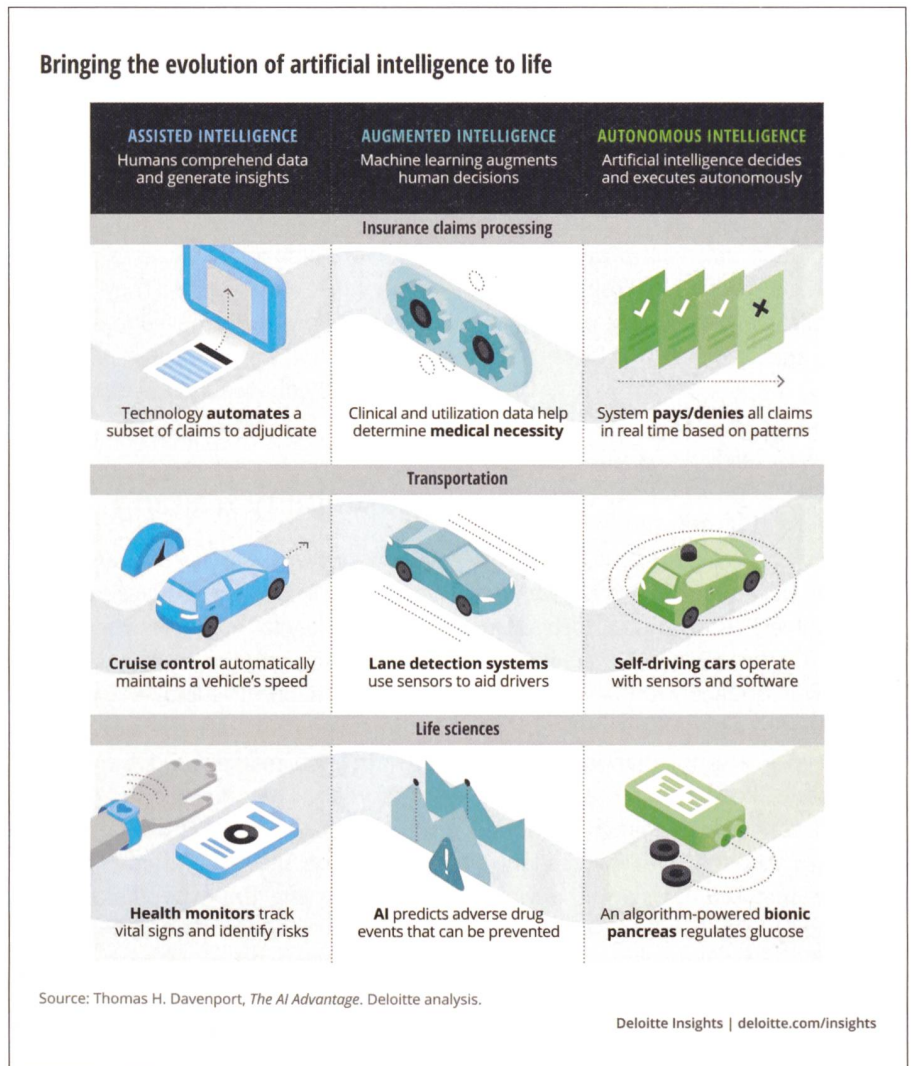 Bringing the evolution of artificial intelligence to life
ASSISTED INTELLIGENCE
Humans comprehend data
and generate insights
AUGMENTED INTELLIGENCE
Machine learning augments
human decisions
AUTONOMOUS INTELLIGENCE
Artificial intelligence decides
and executes autonomously
Insurance claims processing
Technology automates a
subset of claims to adjudicate
Clinical and utilization data help
determine medical necessity
System pays/denies all claims
in real time based on patterns
Transportation
Cruise control automatically
maintains a vehicle's speed
Lane detection systems
use sensors to aid drivers
Self-driving cars operate
with sensors and software
Life sciences
Health monitors track
vital signs and identify risks
AI predicts adverse drug
events that can be prevented
An algorithm-powered bionic
pancreas regulates glucose
Source: Thomas H. Davenport, The AI Advantage. Deloitte analysis.
Deloitte Insights | deloitte.com/insights